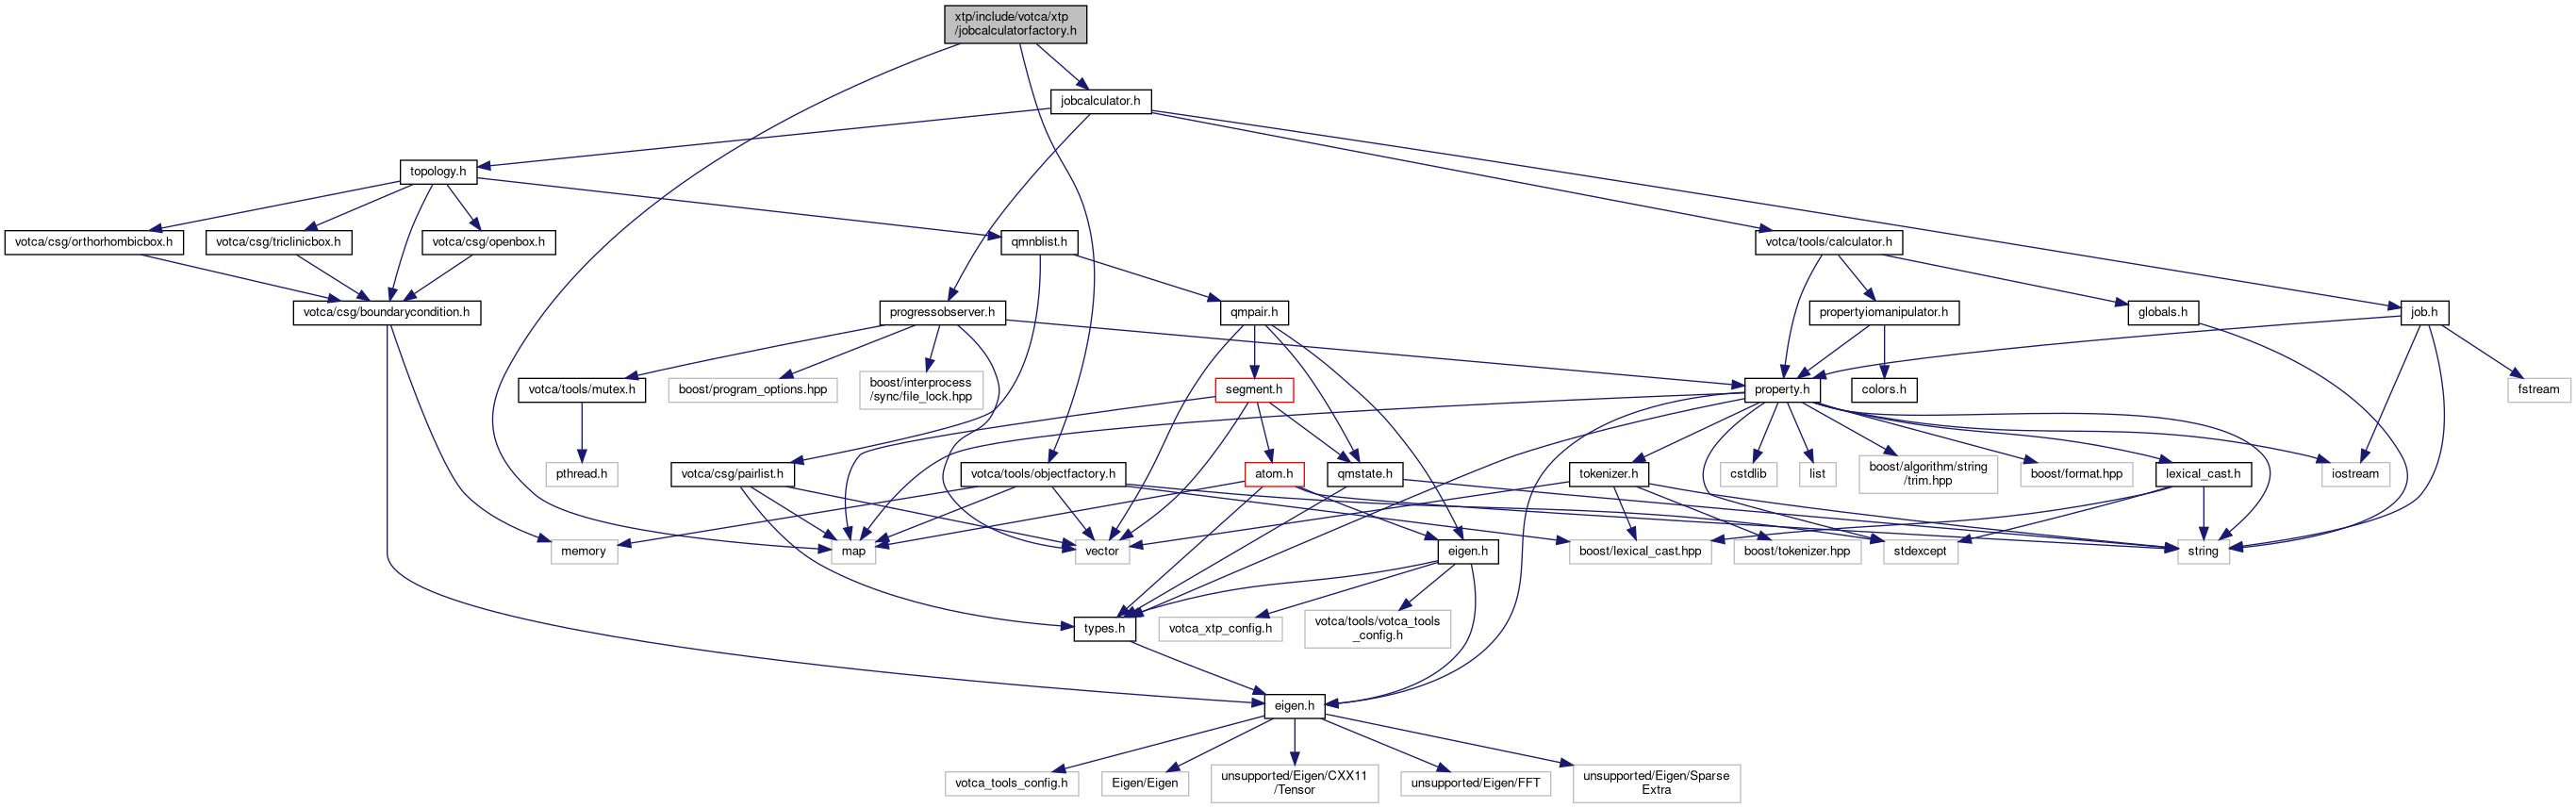 xtp/include/votca/xtp
/jobcalculatorfactory.h
jobcalculator.h
topology.h
votca/csg/orthorhombicbox.h
votca/csg/triclinicbox.h
votca/csg/openbox.h
qmnblist.h
votca/tools/calculator.h
votca/csg/boundarycondition.h
progressobserver.h
qmpair.h
propertyiomanipulator.h
globals.h
job.h
votca/tools/mutex.h
boost/program_options.hpp
boost/interprocess
/sync/file_lock.hpp
segment.h
property.h
colors.h
fstream
pthread.h
votca/csg/pairlist.h
votca/tools/objectfactory.h
atom.h
qmstate.h
tokenizer.h
cstdlib
list
boost/algorithm/string
/trim.hpp
boost/format.hpp
lexical_cast.h
iostream
memory
map
vector
eigen.h
boost/lexical_cast.hpp
boost/tokenizer.hpp
stdexcept
string
types.h
votca_xtp_config.h
votca/tools/votca_tools
_config.h
eigen.h
votca_tools_config.h
Eigen/Eigen
unsupported/Eigen/CXX11
/Tensor
unsupported/Eigen/FFT
unsupported/Eigen/Sparse
Extra